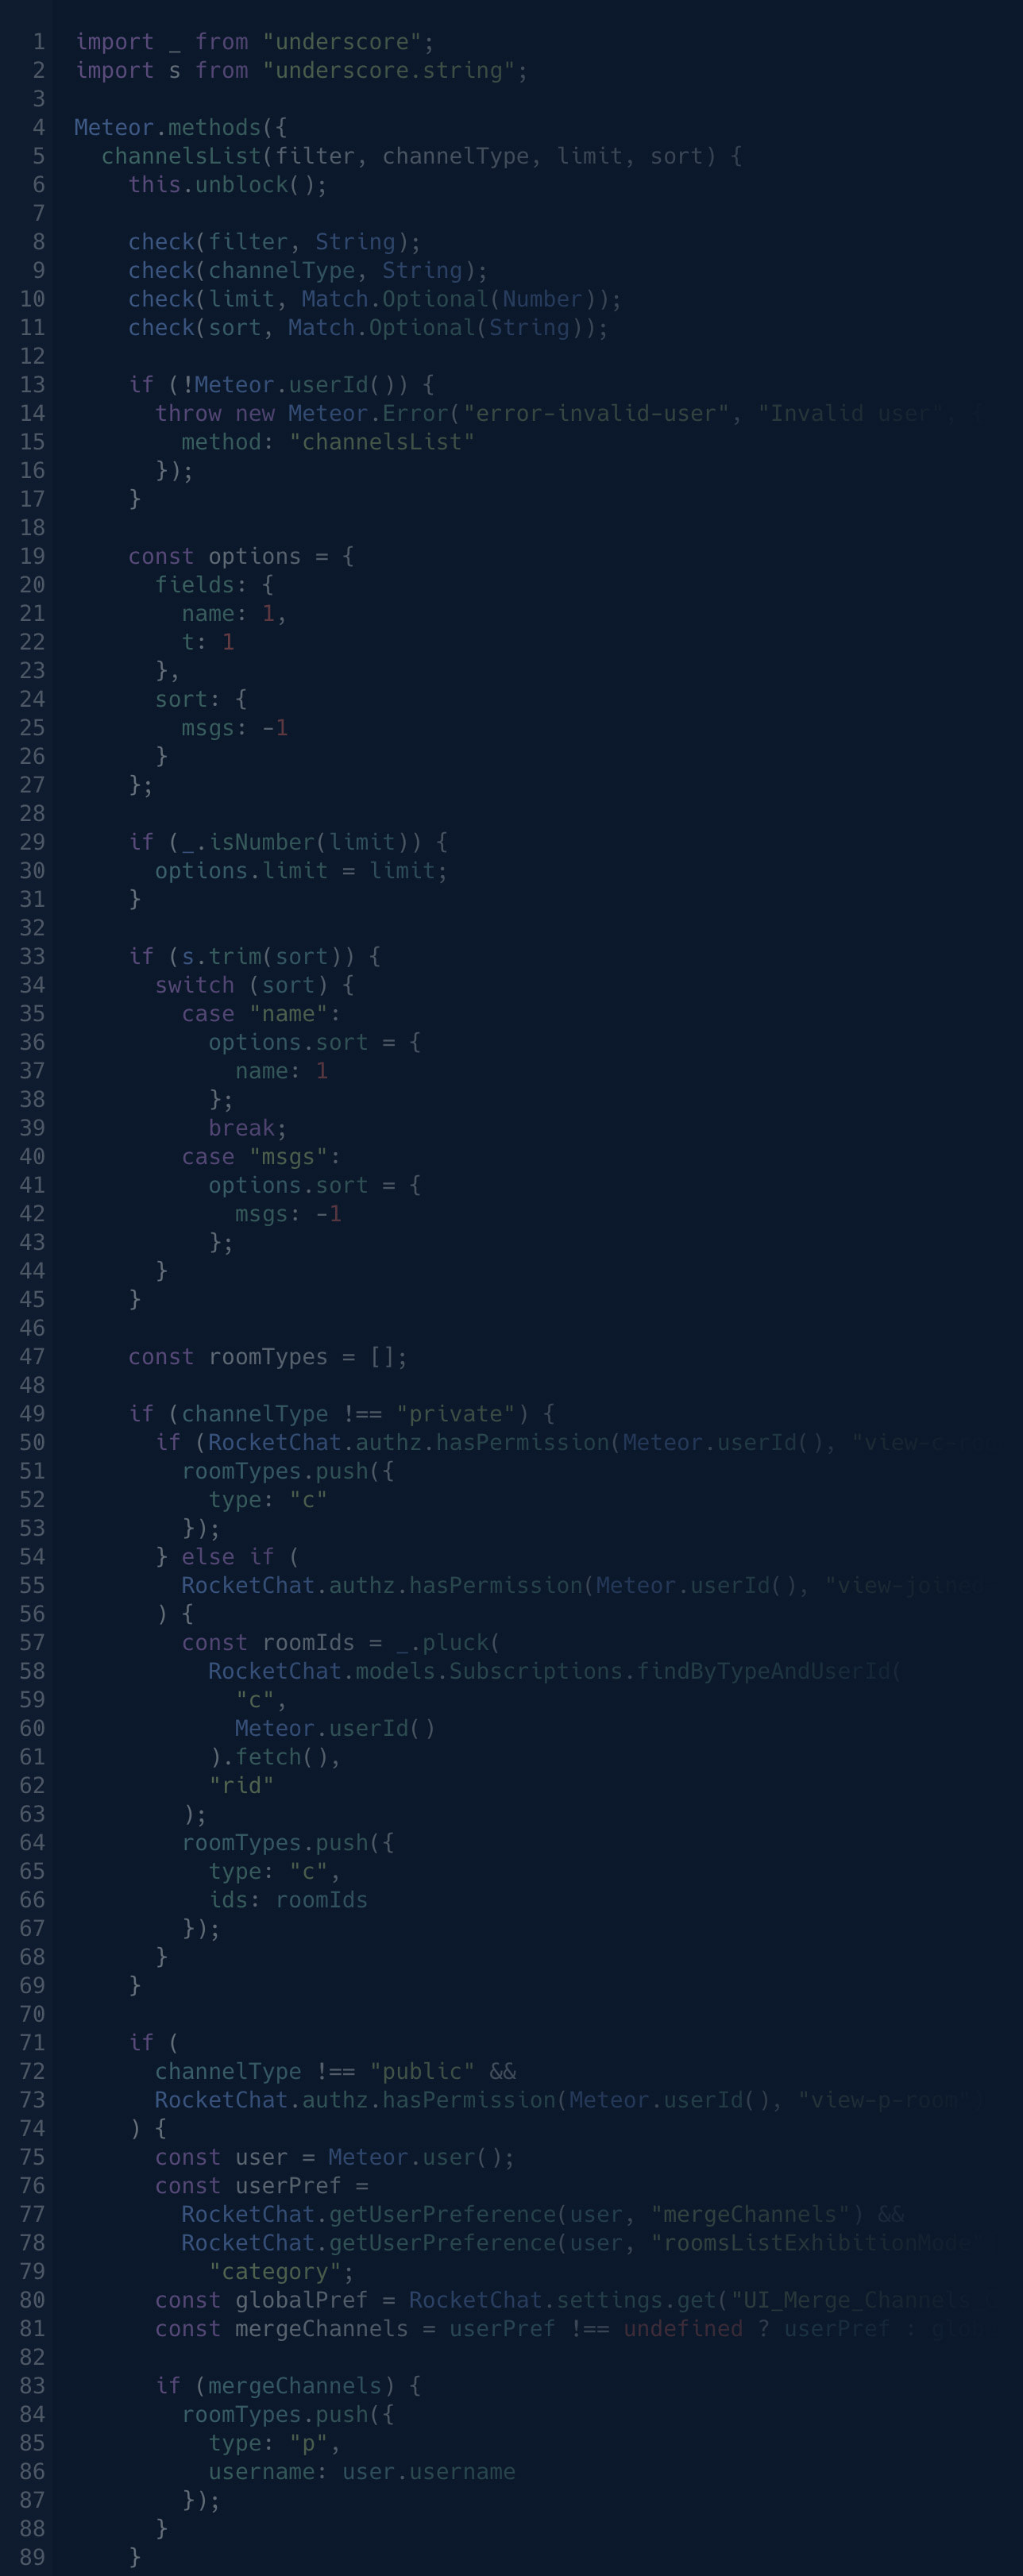 1 import _ from "underscore";
2 import s from "underscore.string";
3
4 Meteor.methods({
5   channelsList(filter, channelType, limit, sort) {
6     this.unblock();
7
8     check(filter, String);
9     check(channelType, String);
10     check(limit, Match.Optional(Number));
11     check(sort, Match.Optional(String));
12
13     if (!Meteor.userId()) {
14       throw new Meteor.Error("error-invalid-user", "Invalid user",
15         method: "channelsList"
16       });
17     }
18
19     const options = {
20       fields: {
21         name: 1,
22         t: 1
23       },
24       sort: {
25         msgs: -1
26       }
27     };
28
29     if (_.isNumber(limit)) {
30       options.limit = limit;
31     }
32
33     if (s.trim(sort)) {
34       switch (sort) {
35         case "name":
36           options.sort = {
37             name: 1
38           };
39           break;
40         case "msgs":
41           options.sort = {
42             msgs: -1
43           };
44       }
45     }
46
47     const roomTypes = [];
48
49     if (channelType !== "private") {
50       if (RocketChat.authz.hasPermission(Meteor.userId(), "view-c-
51         roomTypes.push({
52           type: "c"
53         });
54       } else if (
55         RocketChat.authz.hasPermission(Meteor.userId(), "view-joine
56       ) {
57         const roomIds = _.pluck(
58           RocketChat.models.Subscriptions.findByTypeAndUserId(
59             "c",
60             Meteor.userId()
61           ).fetch(),
62           "rid"
63         );
64         roomTypes.push({
65           type: "c",
66           ids: roomIds
67         });
68       }
69     }
70
71     if (
72       channelType !== "public" &&
73       RocketChat.authz.hasPermission(Meteor.userId(), "view-p-room"
74     ) {
75       const user = Meteor.user();
76       const userPref =
77         RocketChat.getUserPreference(user, "mergeChannels") &&
78         RocketChat.getUserPreference(user, "roomsListExhibitionMode
79           "category";
80       const globalPref = RocketChat.settings.get("UI_Merge_Channels
81       const mergeChannels = userPref !== undefined ? userPref :
82
83       if (mergeChannels) {
84         roomTypes.push({
85           type: "p",
86           username: user.username
87         });
88       }
89     }